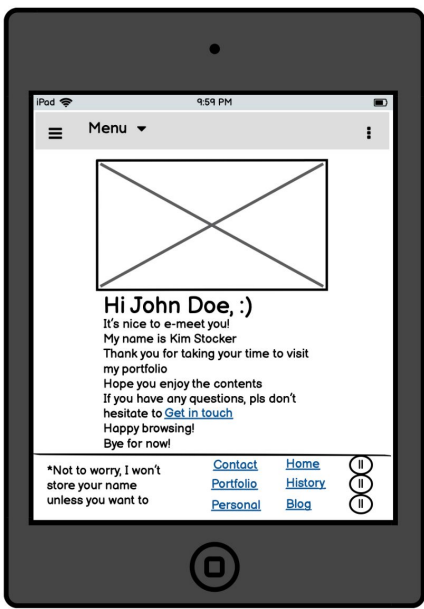 iPad 9:59 PM
Menu
Hi John Doe, :)
It's nice to e-meet you!
My name is Kim Stocker
Thank you for taking your time to visit
my portfolio
Hope you enjoy the contents
If you have any questions, pls don't
hesitate to Get in touch
Happy browsing!
Bye for now!
*Not to worry, I won't
store your name
unless you want to
Contact Home
Portfolio History
Personal Blog